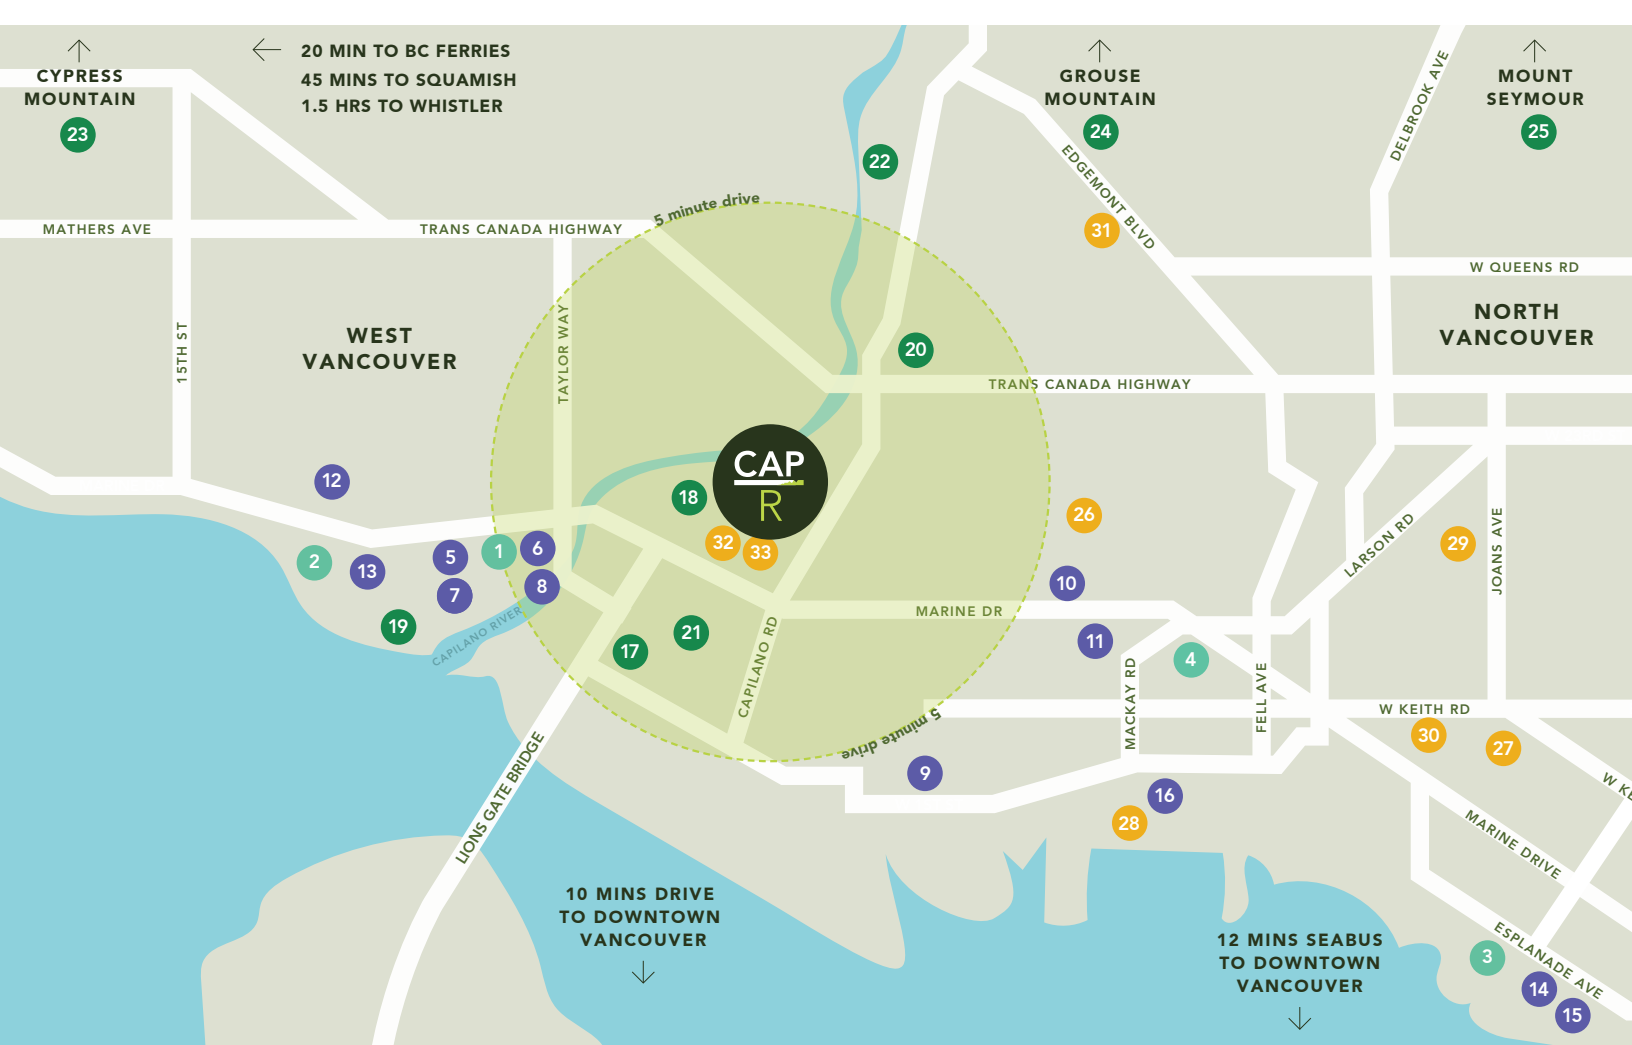 20 MIN TO BC FERRIES
45 MINS TO SQUAMISH
1.5 HRS TO WHISTLER
CYPRESS
MOUNTAIN
23
GROUSE
MOUNTAIN
24
MOUNT
SEYMOUR
25
DELBROOK AVE
22
EDGEMONT BLVD
5 minute drive
MATHERS AVE
TRANS CANADA HIGHWAY
31
W QUEENS RD
NORTH
VANCOUVER
WEST
VANCOUVER
15TH ST
TAYLOR WAY
20
TRANS CANADA HIGHWAY
CAP
R
12
18
26
32
33
29
LARSON RD
JOANS AVE
2
13
5
1
6
7
8
10
19
CAPILANO RIVER
MARINE DR
21
17
11
4
CAPILANO RD
MACKAY RD
FELL AVE
W KEITH RD
5 minute drive
30
27
LIONS GATE BRIDGE
9
16
28
W KE
MARINE DRIVE
10 MINS DRIVE
TO DOWNTOWN
VANCOUVER
12 MINS SEABUS
TO DOWNTOWN
VANCOUVER
ESPLANADE AVE
3
14
15